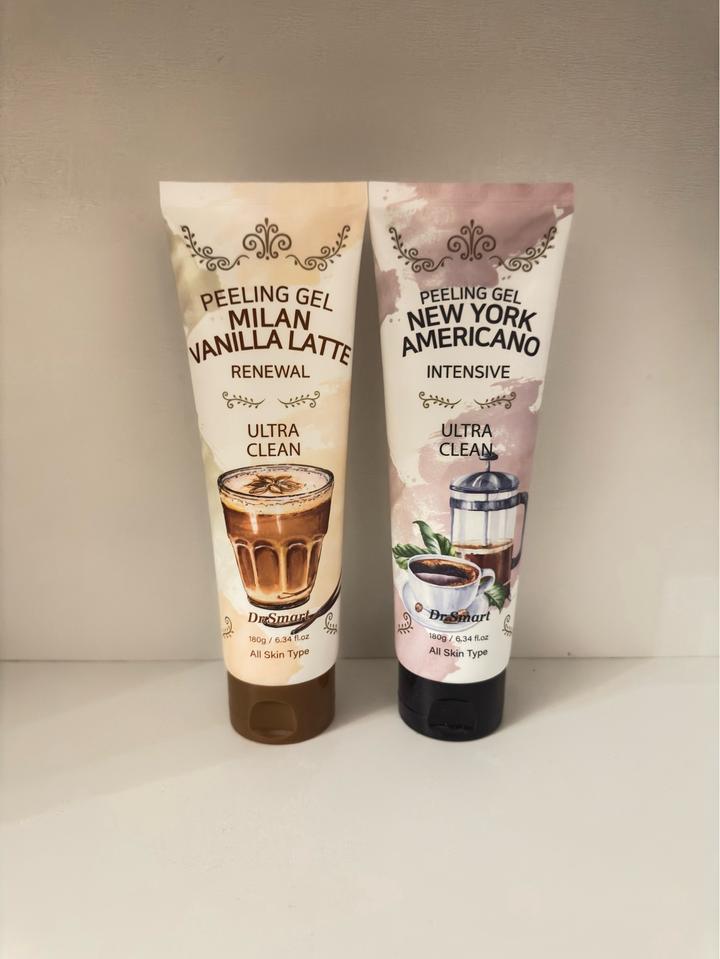 PEELING GEL
MILAN
VANILLA LATTE
RENEWAL
ULTRA
CLEAN
Dr.Smart
180g / 6.34 fl.oz
All Skin Type
PEELING GEL
NEW YORK
AMERICANO
INTENSIVE
ULTRA
CLEAN
Dr.Smart
180g / 6.34 fl.oz
All Skin Type